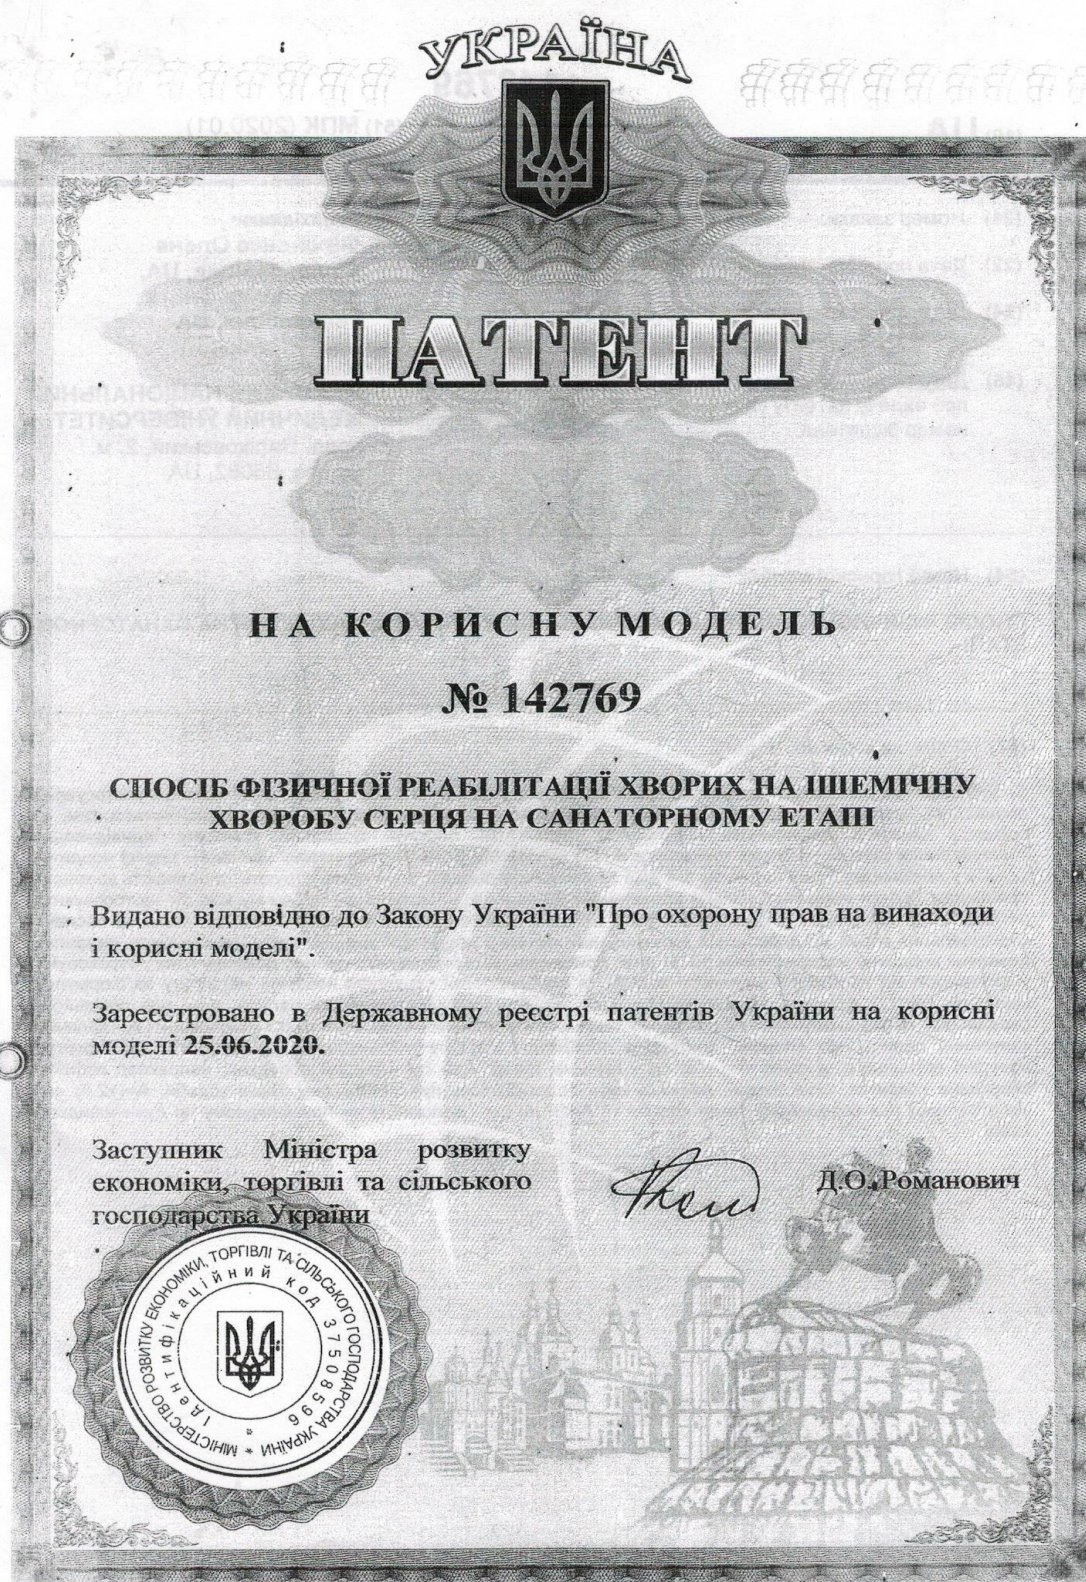 УКРАЇНА
ПАТЕНТ
НА КОРИСНУ МОДЕЛЬ
№ 142769
СПОСІБ ФІЗИЧНОЇ РЕАБІЛІТАЦІЇ ХВОРИХ НА ІШЕМІЧНУ
ХВОРОБУ СЕРЦЯ НА САНАТОРНОМУ ЕТАПІ
Видано відповідно до Закону України "Про охорону прав на винаходи
і корисні моделі".
Зареєстровано в Державному реєстрі патентів України на корисні
моделі 25.06.2020.
Заступник Міністра розвитку
економіки, торгівлі та сільського
господарства України
Д.О. Романович
МІНІСТЕРСТВО РОЗВИТКУ ЕКОНОМІКИ, ТОРГІВЛІ ТА СІЛЬСЬКОГО ГОСПОДАРСТВА УКРАЇНИ *
Ідентифікаційний код 37508596 *